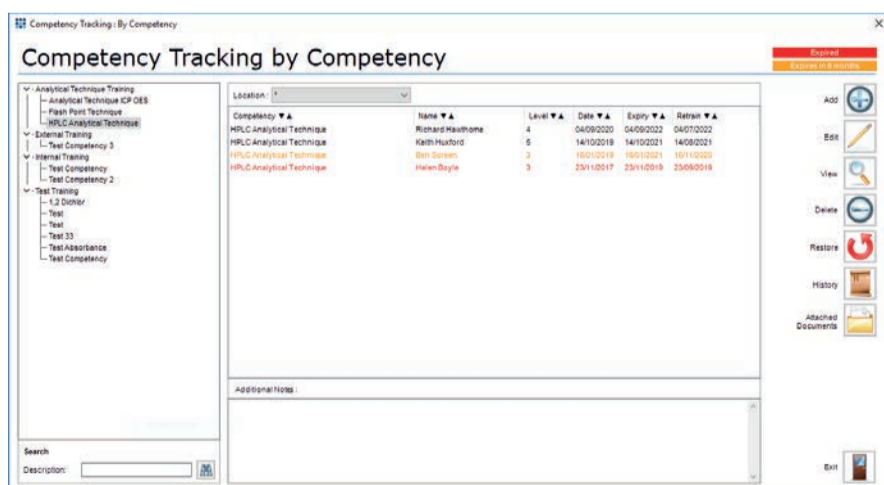 Competency Tracking : By Competency
Competency Tracking by Competency
Expired
Expires in 6 months
Analytical Technique Training
Analytical Technique ICP OES
Flash Point Technique
HPLC Analytical Technique
External Training
Test Competency 3
Internal Training
Test Competency
Test Competency 2
Test Training
1,2 Dichlor
Test
Test
Test 33
Test Absorbance
Test Competency
Search
Description:
Location : *
Competency ▼▲ Name ▼▲ Level ▼▲ Date ▼▲ Expiry ▼▲ Retrain ▼▲
HPLC Analytical Technique Richard Hawthorne 4 04/09/2020 04/09/2022 04/07/2022
HPLC Analytical Technique Keith Huxford 5 14/10/2019 14/10/2021 14/08/2021
HPLC Analytical Technique Ben Screen 3 16/01/2019 16/01/2021 16/11/2020
HPLC Analytical Technique Helen Boyle 3 23/11/2017 23/11/2019 23/09/2019
Additional Notes :
Add
Edit
View
Delete
Restore
History
Attached
Documents
Exit